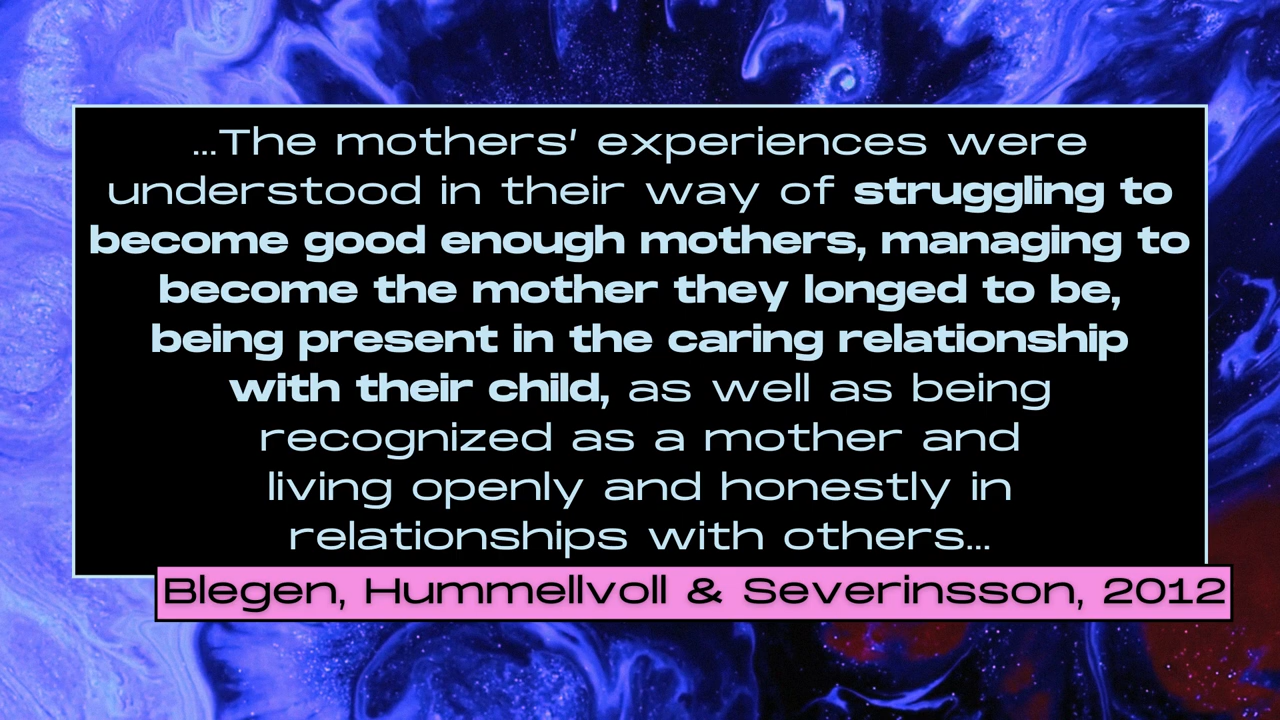 ...The mothers’ experiences were
understood in their way of struggling to
become good enough mothers, managing to
become the mother they longed to be,
being present in the caring relationship
with their child, as well as being
recognized as a mother and
living openly and honestly in
relationships with others...
Blegen, Hummellvoll & Severinsson, 2012